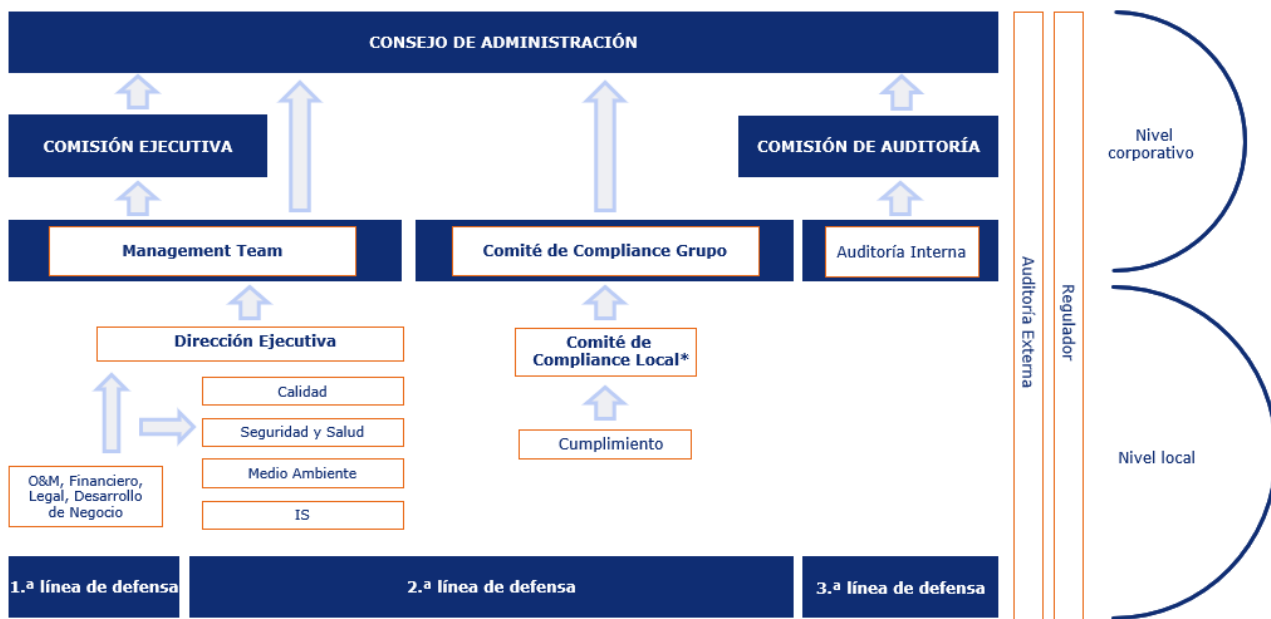 CONSEJO DE ADMINISTRACIÓN
COMISIÓN EJECUTIVA
COMISIÓN DE AUDITORÍA
Management Team
Comité de Compliance Grupo
Auditoría Interna
Dirección Ejecutiva
Comité de
Compliance Local*
Calidad
Seguridad y Salud
Cumplimiento
Medio Ambiente
O&M, Financiero,
Legal, Desarrollo
de Negocio
IS
1.ª línea de defensa
2.ª línea de defensa
3.ª línea de defensa
Auditoría Externa
Regulador
Nivel
corporativo
Nivel local